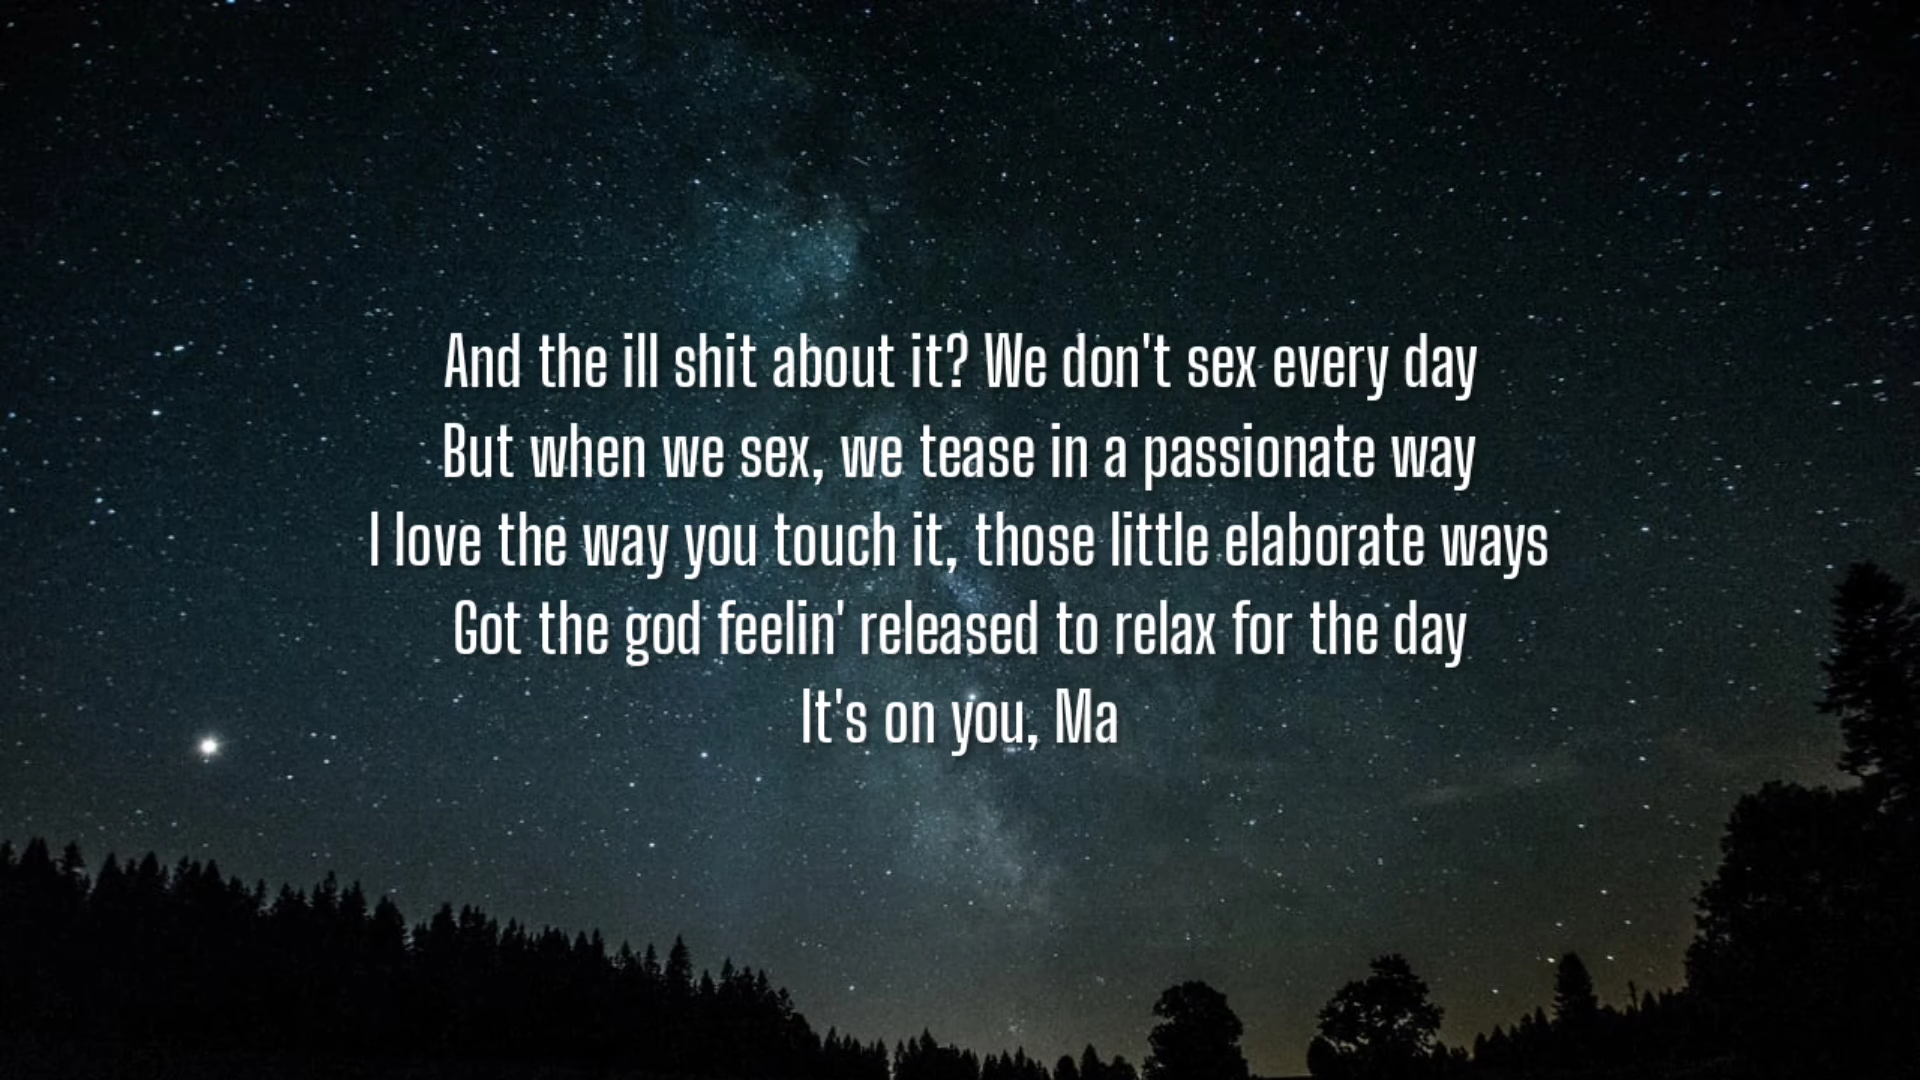 And the ill shit about it? We don't sex every day
But when we sex, we tease in a passionate way
I love the way you touch it, those little elaborate ways
Got the god feelin' released to relax for the day
It's on you, Ma